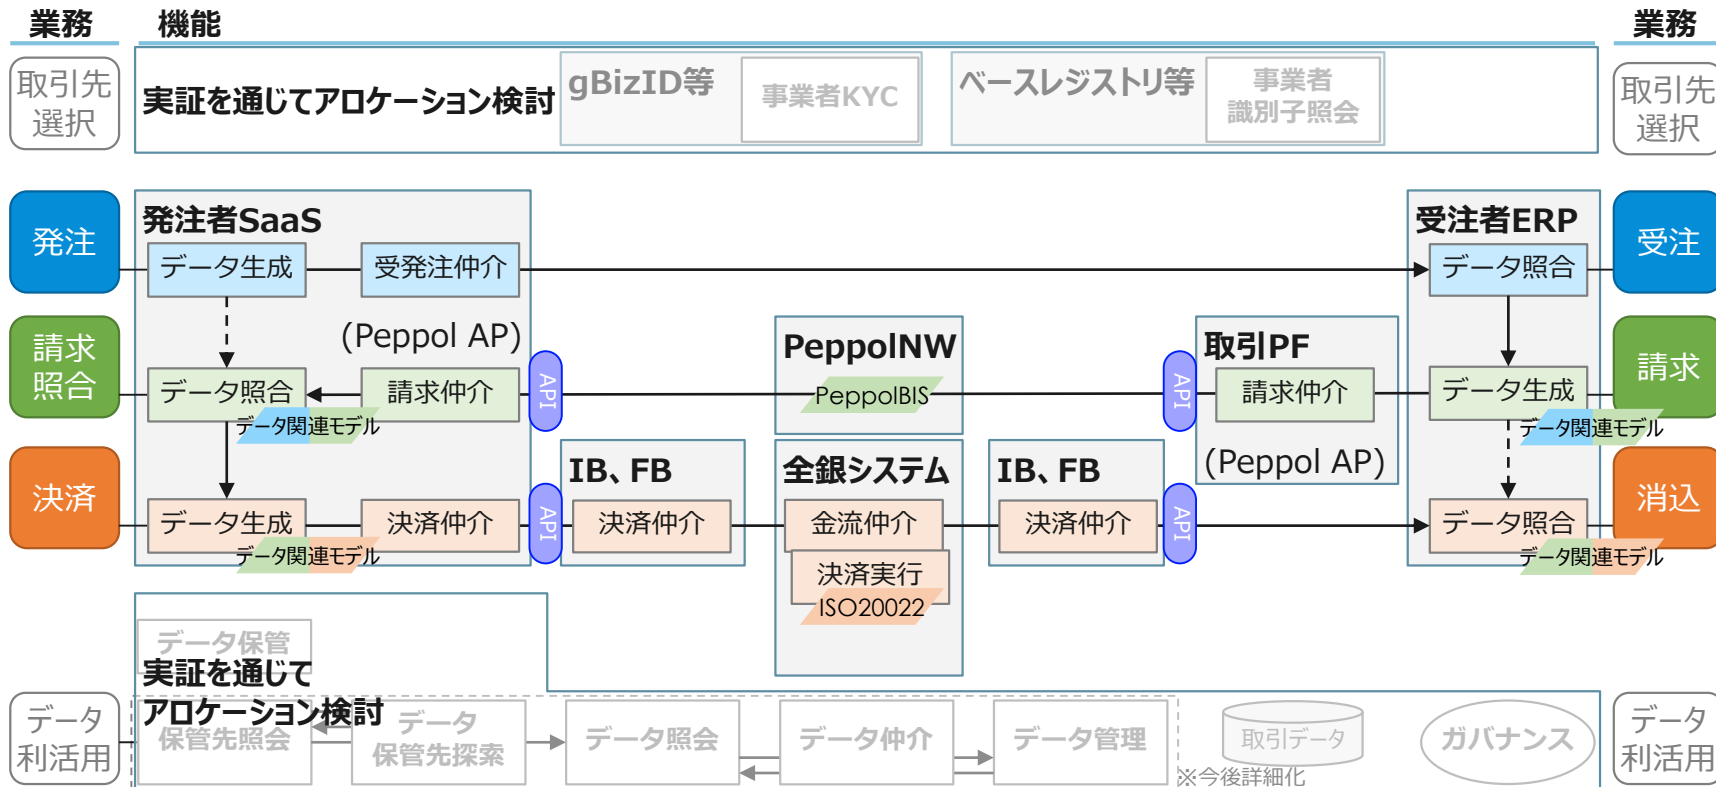 業務
機能
業務
取引先
選択
実証を通じてアロケーション検討
gBizID等
事業者KYC
ベースレジストリ等
事業者
識別子照会
取引先
選択
発注
発注者SaaS
データ生成
受発注仲介
受注者ERP
データ照合
受注
請求
照合
(Peppol AP)
データ照合
請求仲介
API
PeppolNW
PeppolBIS
API
取引PF
請求仲介
(Peppol AP)
データ生成
請求
データ関連モデル
データ関連モデル
決済
データ生成
決済仲介
API
IB、FB
決済仲介
全銀システム
金流仲介
決済実行
ISO20022
IB、FB
決済仲介
API
データ照合
消込
データ関連モデル
データ関連モデル
データ保管
実証を通じて
アロケーション検討
データ
利活用
保管先照会
データ
保管先探索
データ照会
データ仲介
データ管理
※今後詳細化
取引データ
ガバナンス
データ
利活用